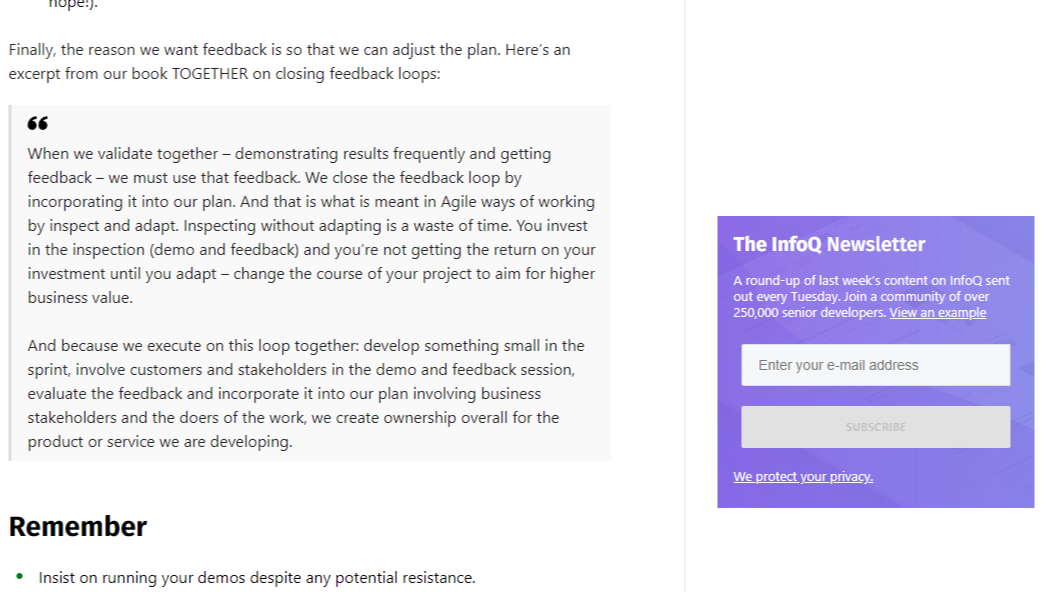 hope!).
Finally, the reason we want feedback is so that we can adjust the plan. Here's an
excerpt from our book TOGETHER on closing feedback loops:
When we validate together – demonstrating results frequently and getting
feedback – we must use that feedback. We close the feedback loop by
incorporating it into our plan. And that is what is meant in Agile ways of working
by inspect and adapt. Inspecting without adapting is a waste of time. You invest
in the inspection (demo and feedback) and you're not getting the return on your
investment until you adapt – change the course of your project to aim for higher
business value.
And because we execute on this loop together: develop something small in the
sprint, involve customers and stakeholders in the demo and feedback session,
evaluate the feedback and incorporate it into our plan involving business
stakeholders and the doers of the work, we create ownership overall for the
product or service we are developing.
Remember
Insist on running your demos despite any potential resistance.
The InfoQ Newsletter
A round-up of last week's content on InfoQ sent
out every Tuesday. Join a community of over
250,000 senior developers. View an example
Enter your e-mail address
SUBSCRIBE
We protect your privacy.